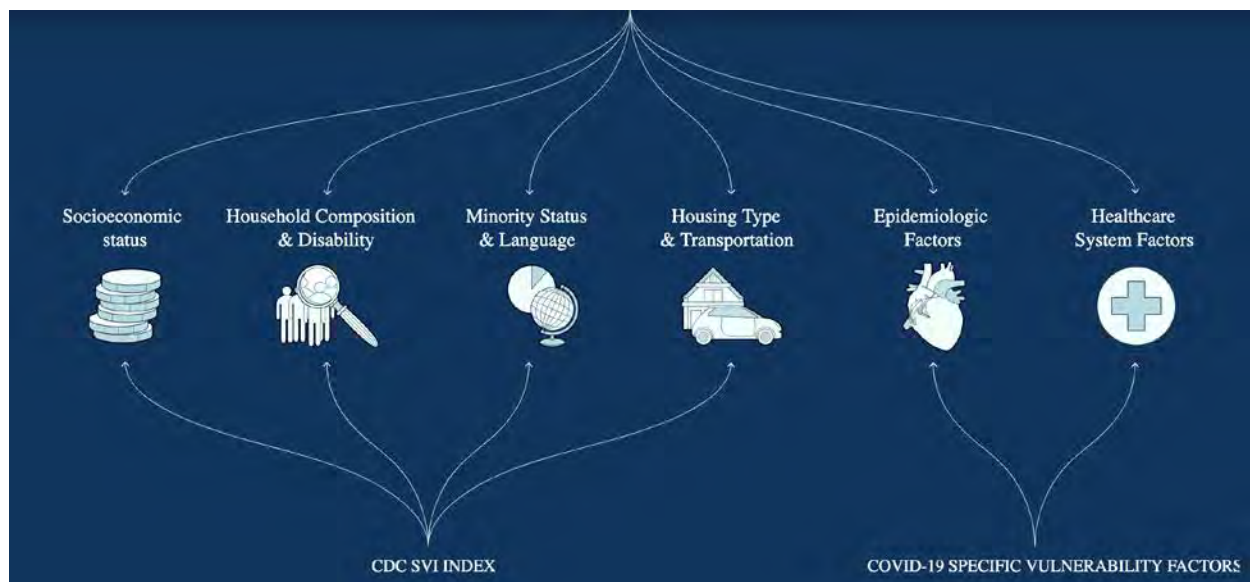 Socioeconomic
status
Household Composition
& Disability
Minority Status
& Language
Housing Type
& Transportation
Epidemiologic
Factors
Healthcare
System Factors
CDC SVI INDEX
COVID-19 SPECIFIC VULNERABILITY FACTORS